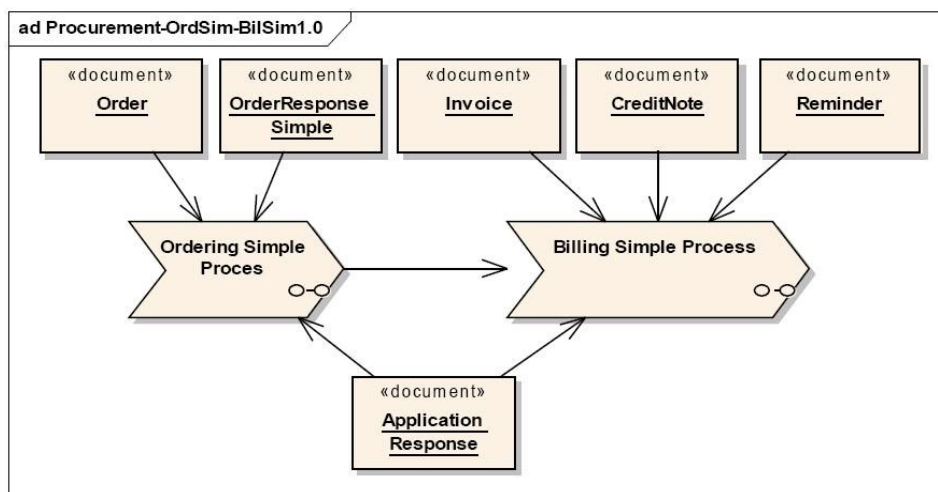 ad Procurement-OrdSim-BilSim1.0
«document»
Order
«document»
OrderResponse
Simple
«document»
Invoice
«document»
CreditNote
«document»
Reminder
Ordering Simple
Proces
Billing Simple Process
«document»
Application
Response